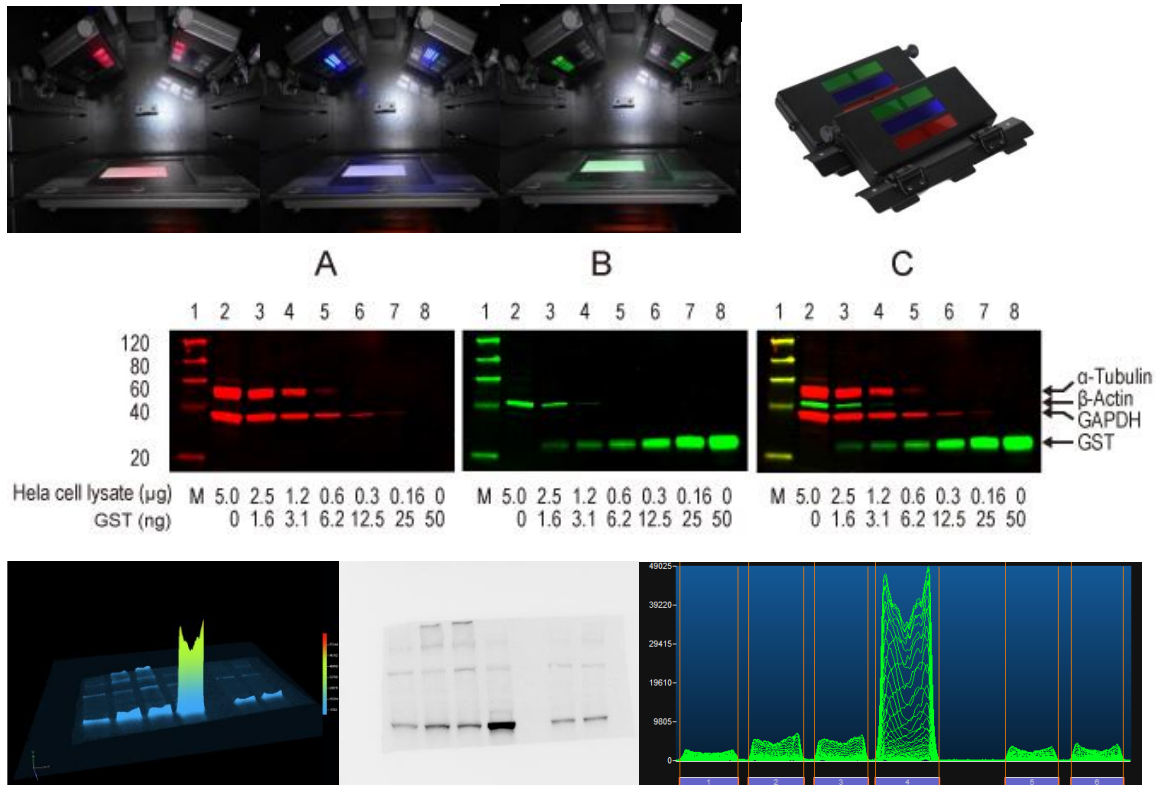 A B C
1 2 3 4 5 6 7 8 1 2 3 4 5 6 7 8 1 2 3 4 5 6 7 8
120
80
60
40
20
α-Tubulin
β-Actin
GAPDH
GST
Hela cell lysate (µg) M 5.0 2.5 1.2 0.6 0.3 0.16 0 M 5.0 2.5 1.2 0.6 0.3 0.16 0 M 5.0 2.5 1.2 0.6 0.3 0.16 0
GST (ng) 0 1.6 3.1 6.2 12.5 25 50 0 1.6 3.1 6.2 12.5 25 50 0 1.6 3.1 6.2 12.5 25 50
49025
39220
29415
19610
9805
0
1 2 3 4 5 6